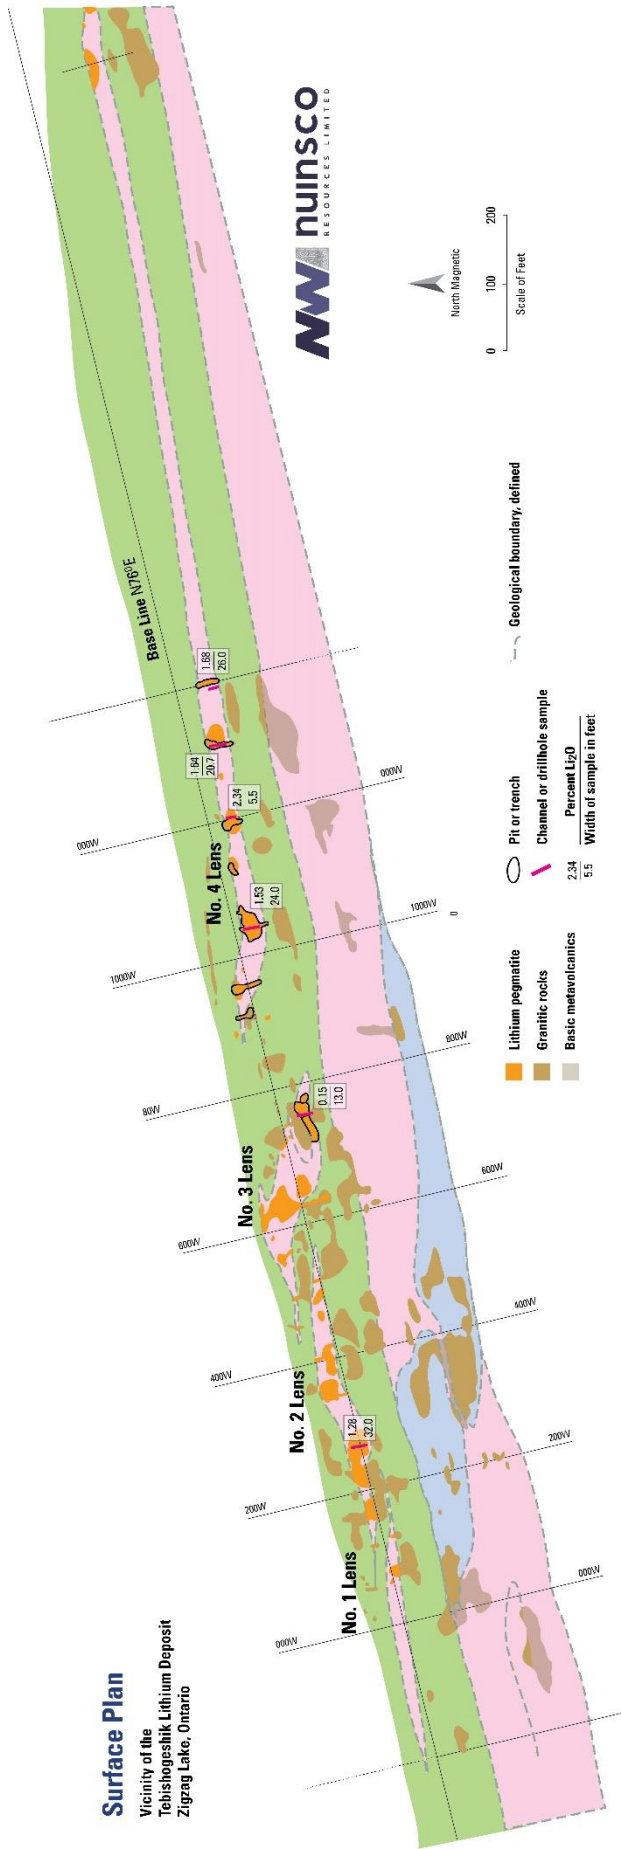 Surface Plan
Vicinity of the
Tebishogeshik Lithium Deposit
Zigzag Lake, Ontario
No. 1 Lens
No. 2 Lens
No. 3 Lens
No. 4 Lens
Base Line N76⁰E
000W
200W
400W
600W
80W
1000W
000W
000W
200W
400W
600W
800W
1000W
000W
0
1.28
32.0
0.15
13.0
1.53
24.0
2.34
5.5
1.64
20.7
1.68
26.0
nuinsco
RESOURCES LIMITED
North Magnetic
0 100 200
Scale of Feet
Lithium pegmatite
Granitic rocks
Basic metavolcanics
Pit or trench
Channel or drillhole sample
2.34 Percent Li2O
5.5 Width of sample in feet
Geological boundary, defined